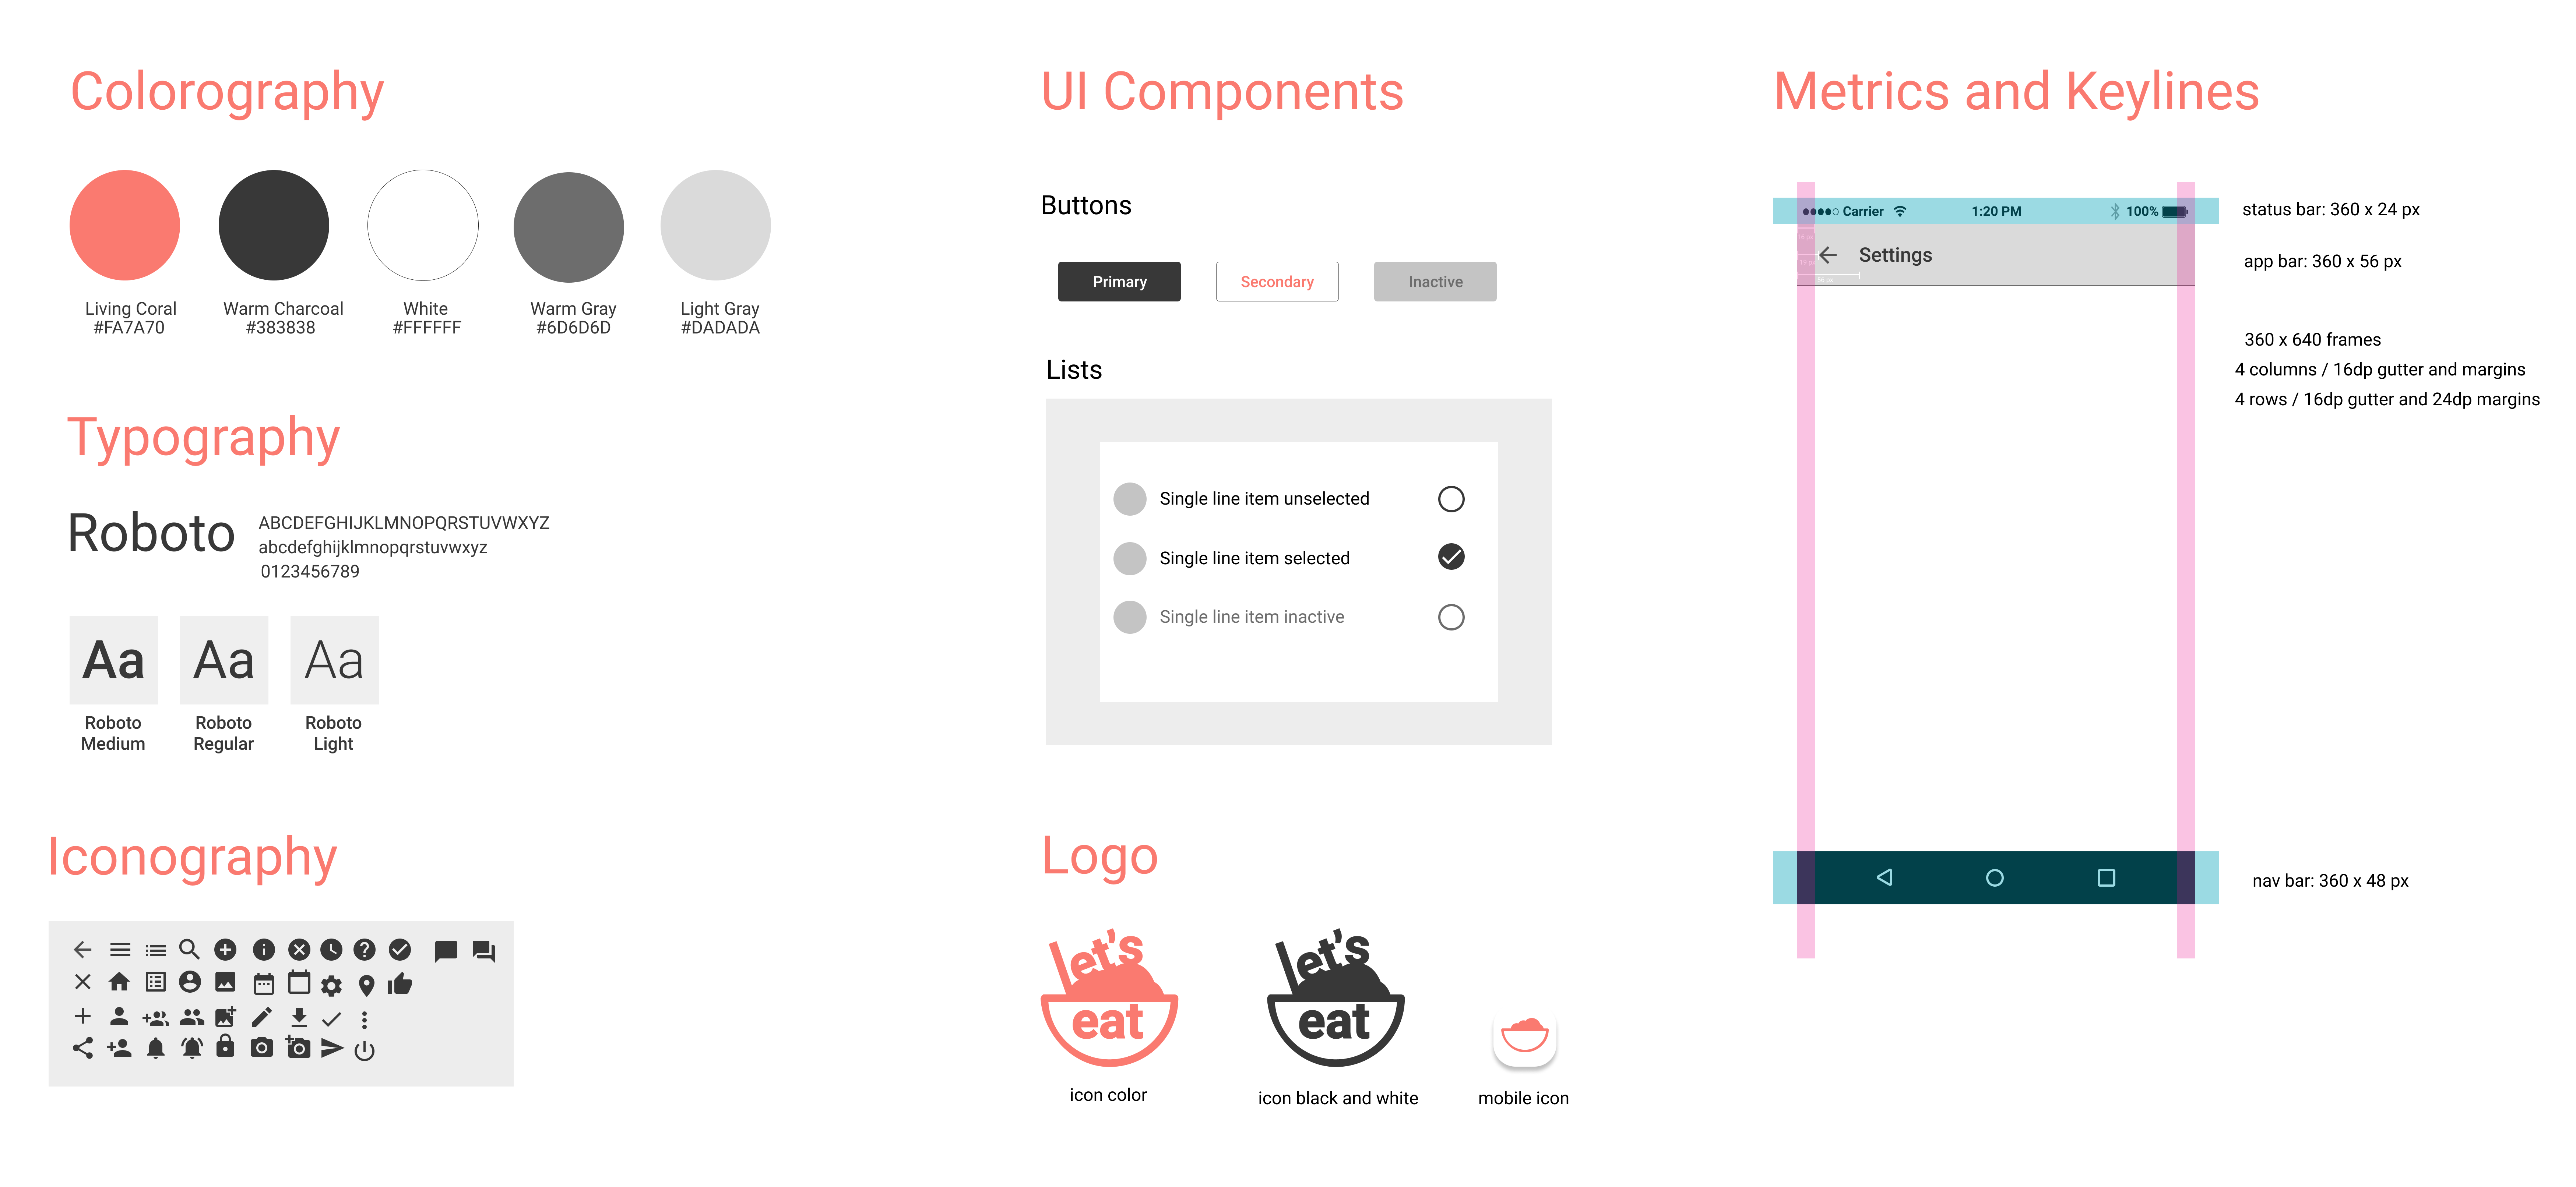 Colorography
Living Coral
#FA7A70
Warm Charcoal
#383838
White
#FFFFFF
Warm Gray
#6D6D6D
Light Gray
#DADADA
Typography
Roboto
ABCDEFGHIJKLMNOPQRSTUVWXYZ
abcdefghijklmnopqrstuvwxyz
0123456789
Aa
Roboto
Medium
Aa
Roboto
Regular
Aa
Roboto
Light
Iconography
UI Components
Buttons
Primary
Secondary
Inactive
Lists
Single line item unselected
Single line item selected
Single line item inactive
Logo
let's
eat
icon color
let's
eat
icon black and white
mobile icon
Metrics and Keylines
Carrier
1:20 PM
100%
Settings
status bar: 360 x 24 px
app bar: 360 x 56 px
360 x 640 frames
4 columns / 16dp gutter and margins
4 rows / 16dp gutter and 24dp margins
nav bar: 360 x 48 px